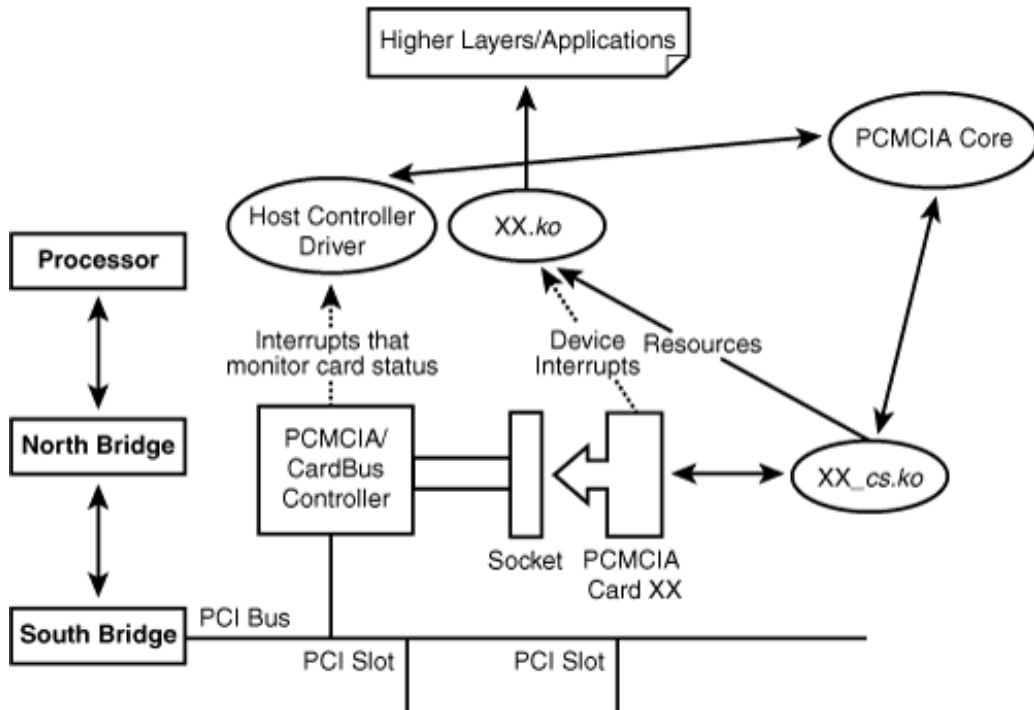 Higher Layers/Applications
PCMCIA Core
Host Controller
Driver
XX.ko
Processor
Interrupts that
monitor card status
Device
Interrupts
Resources
North Bridge
PCMCIA/
CardBus
Controller
XX_cs.ko
Socket
PCMCIA
Card XX
South Bridge
PCI Bus
PCI Slot
PCI Slot